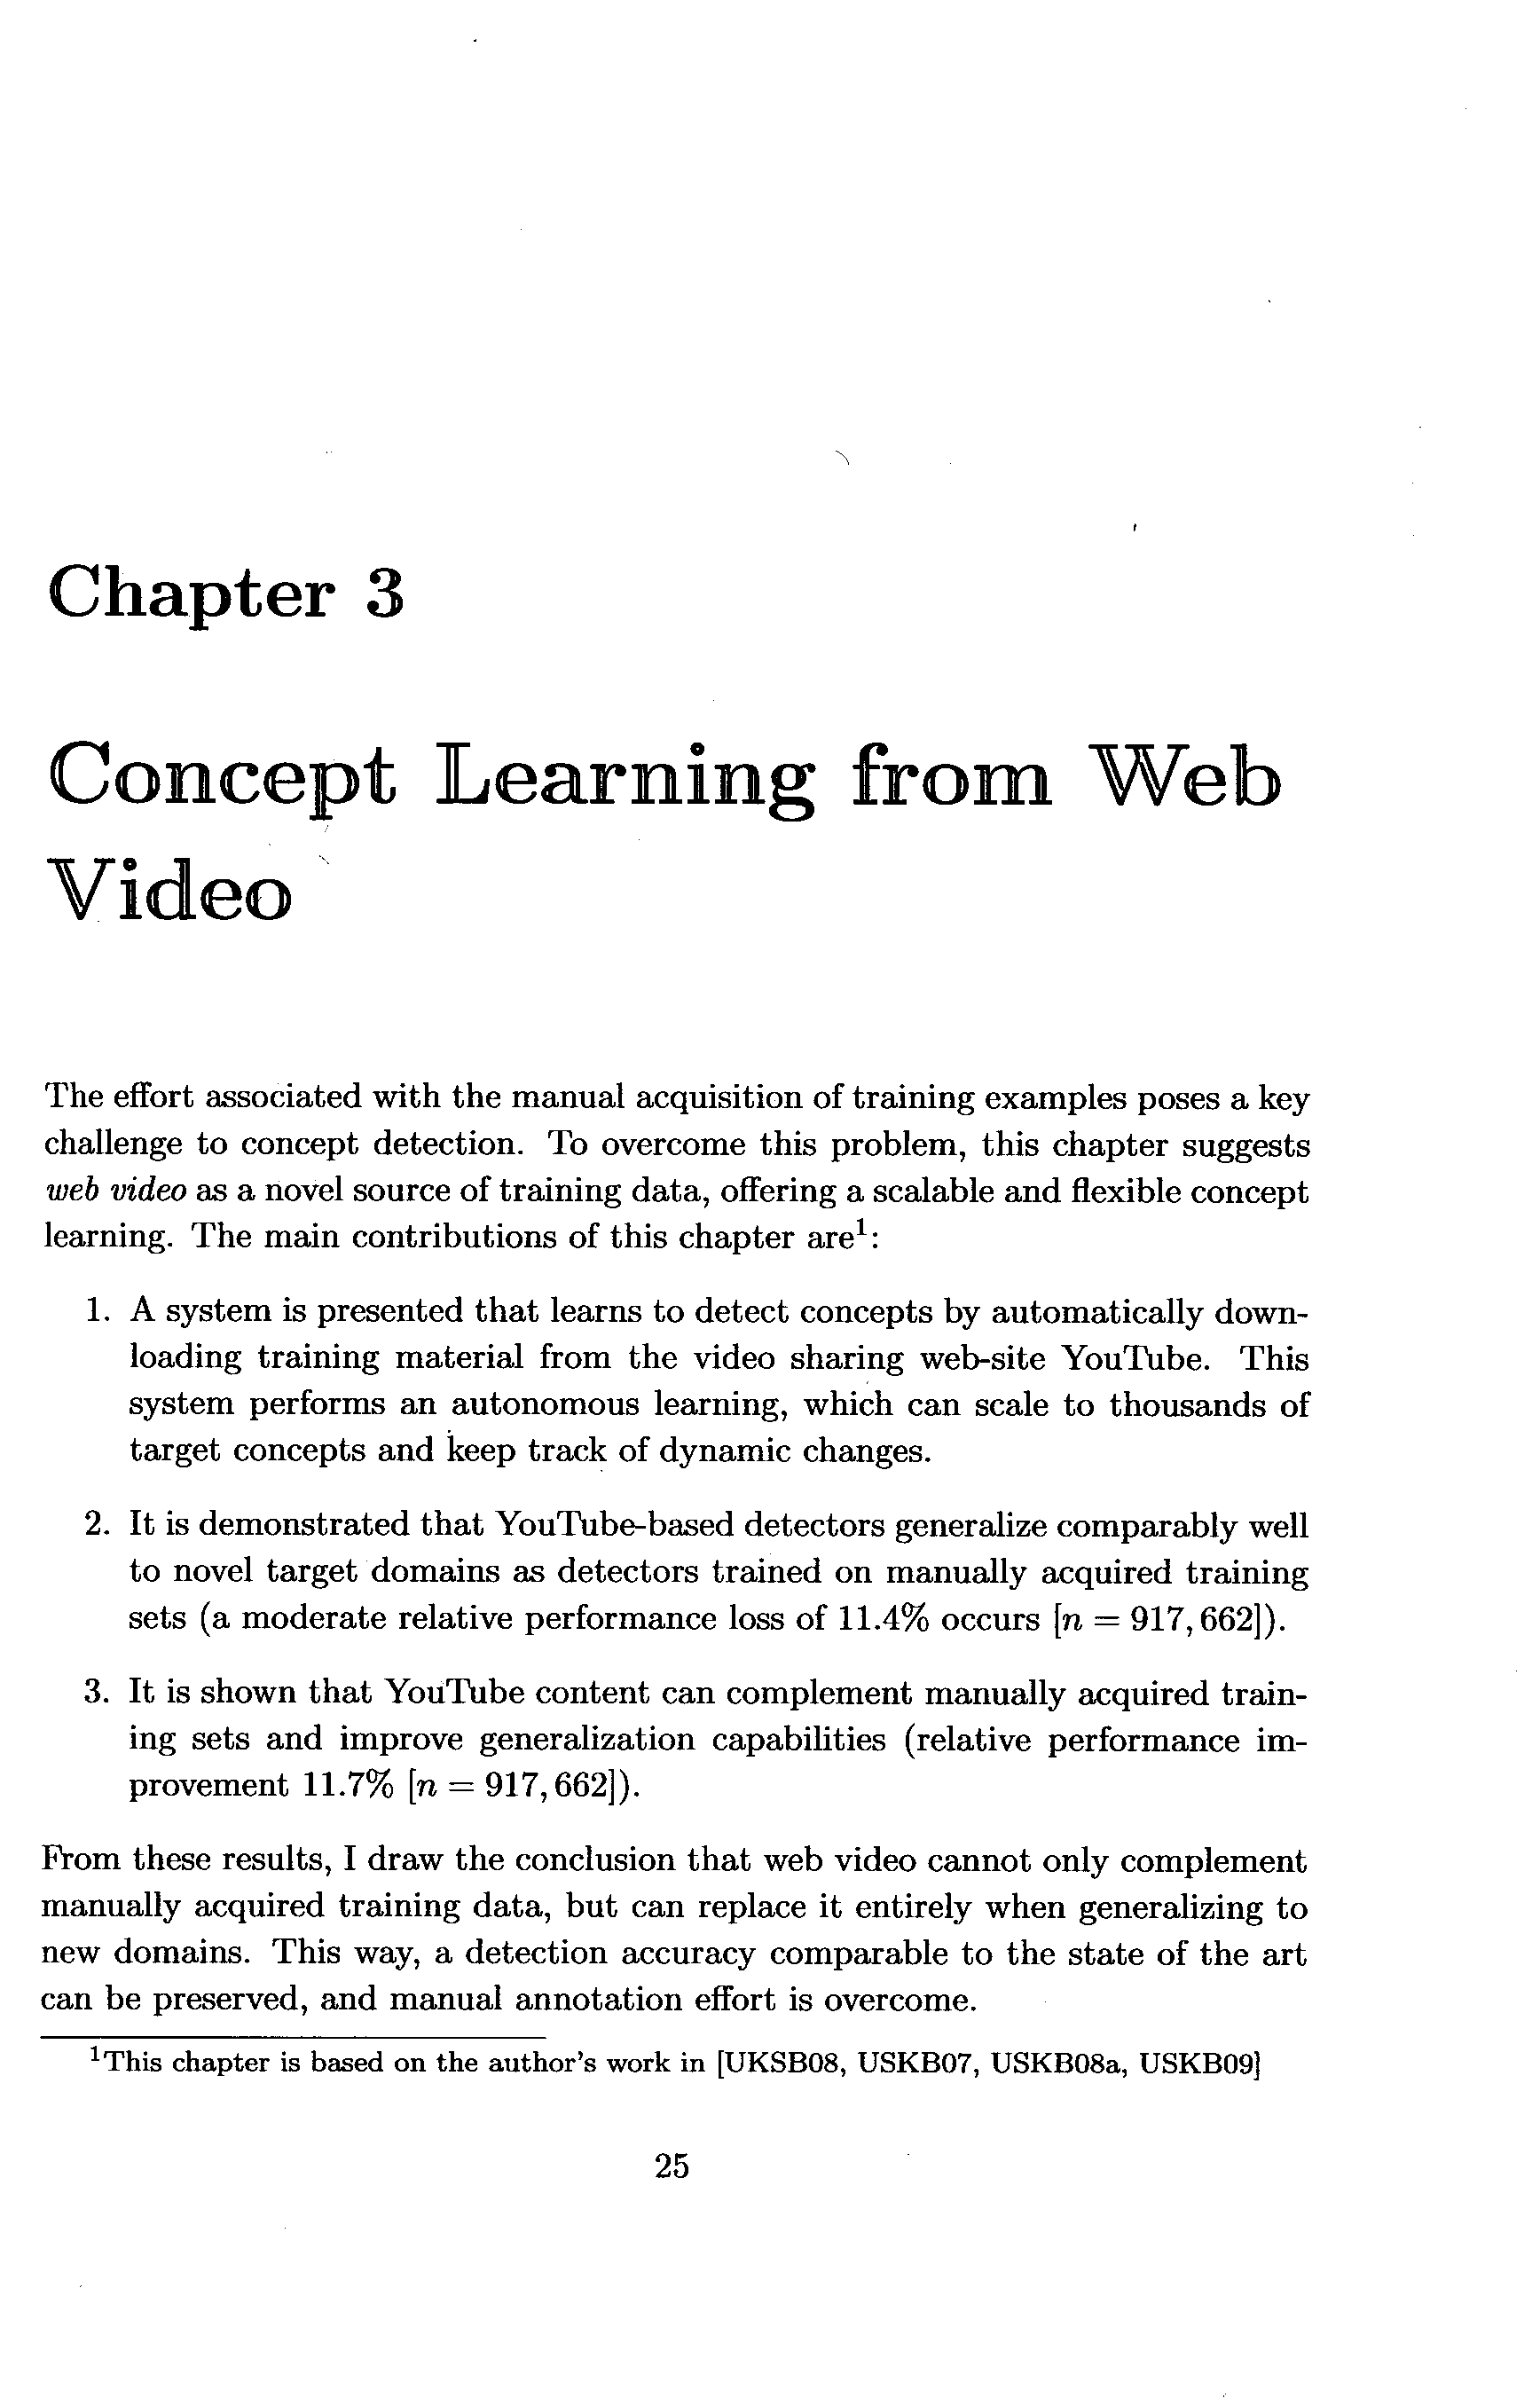 Chapter 3
Concept Learning from Web
Video
The effort associated with the manual acquisition of training examples poses a key
challenge to concept detection. To overcome this problem, this chapter suggests
web video as a novel source of training data, offering a scalable and flexible concept
learning. The main contributions of this chapter are¹:
1. A system is presented that learns to detect concepts by automatically down-
loading training material from the video sharing web-site YouTube. This
system performs an autonomous learning, which can scale to thousands of
target concepts and keep track of dynamic changes.
2. It is demonstrated that YouTube-based detectors generalize comparably well
to novel target domains as detectors trained on manually acquired training
sets (a moderate relative performance loss of 11.4% occurs [n = 917,662]).
3. It is shown that YouTube content can complement manually acquired train-
ing sets and improve generalization capabilities (relative performance im-
provement 11.7% [n = 917,662]).
From these results, I draw the conclusion that web video cannot only complement
manually acquired training data, but can replace it entirely when generalizing to
new domains. This way, a detection accuracy comparable to the state of the art
can be preserved, and manual annotation effort is overcome.
¹This chapter is based on the author's work in [UKSB08, USKB07, USKB08a, USKB09]
25